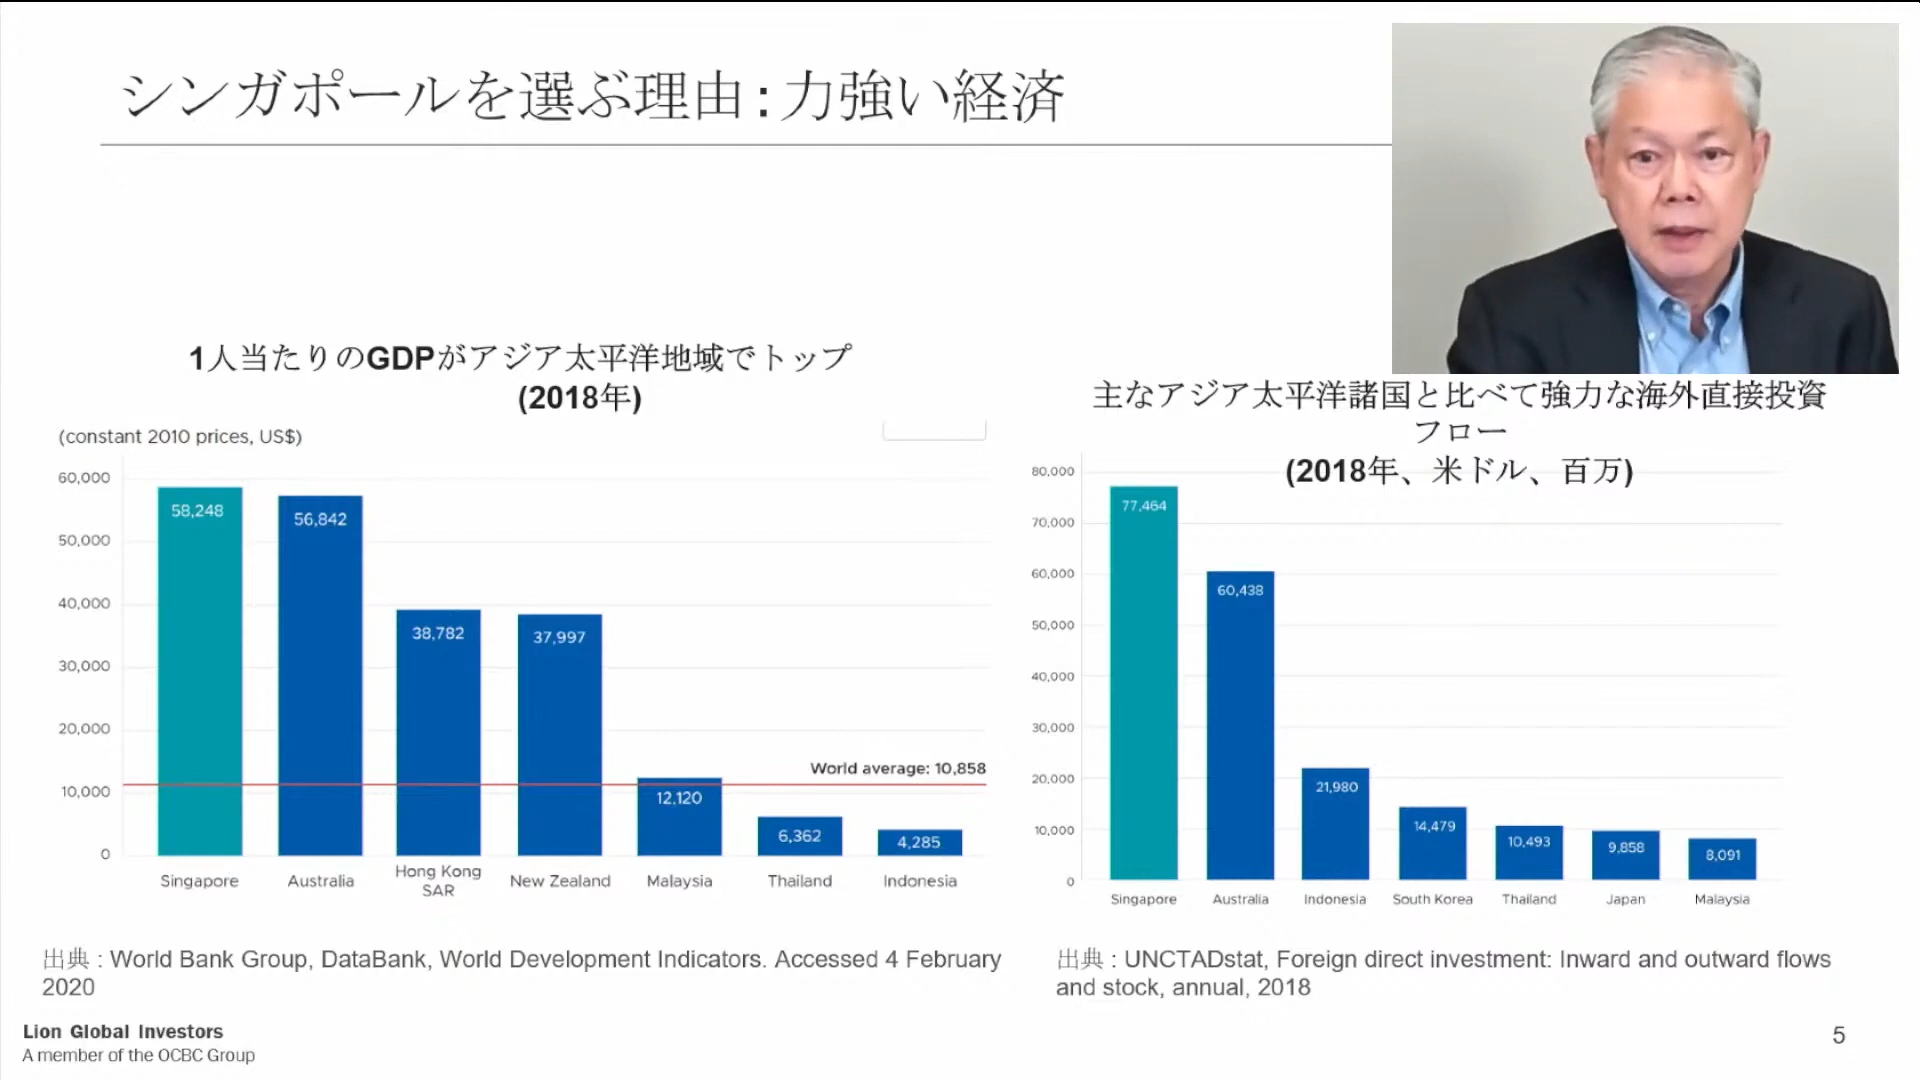 シンガポールを選ぶ理由:力強い経済
1人当たりのGDPがアジア太平洋地域でトップ
(2018年)
(constant 2010 prices, US$)
60,000
50,000
40,000
30,000
20,000
10,000
0
58,248
56,842
38,782
37,997
12,120
6,362
4,285
World average: 10,858
Singapore
Australia
Hong Kong
SAR
New Zealand
Malaysia
Thailand
Indonesia
出典 : World Bank Group, DataBank, World Development Indicators. Accessed 4 February
2020
主なアジア太平洋諸国と比べて強力な海外直接投資
フロー
(2018年、米ドル、百万)
80,000
70,000
60,000
50,000
40,000
30,000
20,000
10,000
0
77,464
60,438
21,980
14,479
10,493
9,858
8,091
Singapore
Australia
Indonesia
South Korea
Thailand
Japan
Malaysia
出典 : UNCTADstat, Foreign direct investment: Inward and outward flows
and stock, annual, 2018
Lion Global Investors
A member of the OCBC Group
5